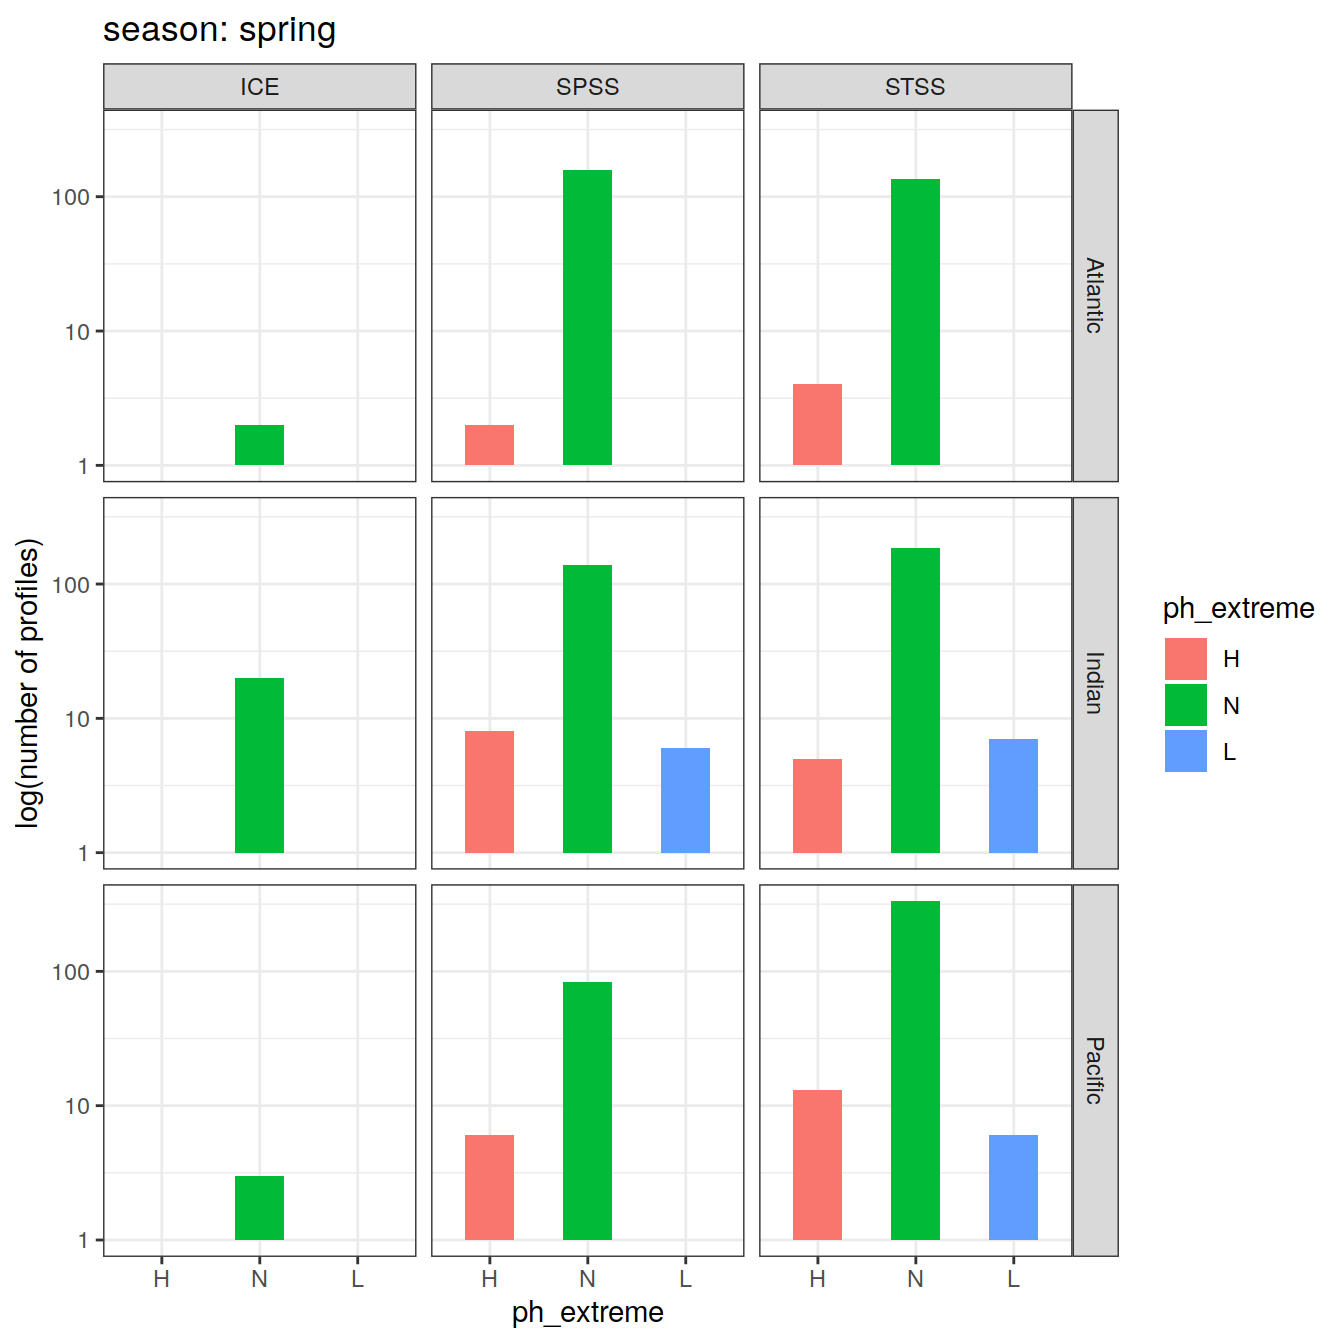 season: spring
ICE
SPSS
STSS
100
10
1
Atlantic
100
10
1
Indian
100
10
1
Pacific
log(number of profiles)
H
N
L
H
N
L
H
N
L
ph_extreme
ph_extreme
H
N
L